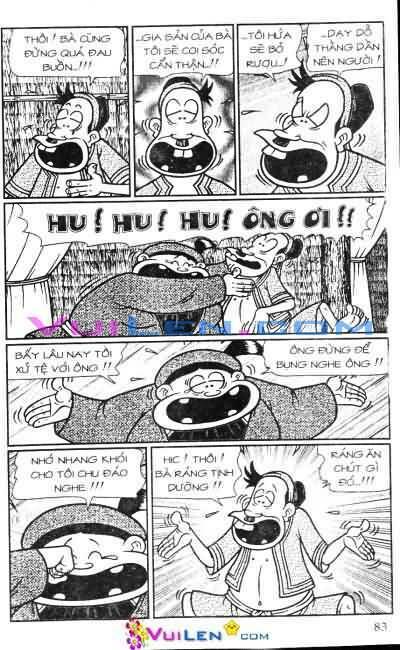 THÔI ! BÀ CŨNG
ĐỪNG QUÁ ĐAU
BUỒN...!!!
...GIA SẢN CỦA BÀ
TÔI SẼ COI SÓC
CẨN THẬN..!!
...TÔI HỨA
SẼ BỎ
RƯỢU...!
...DẠY DỖ
THẰNG DẦN
NÊN NGƯỜI !
HU ! HU ! HU ! ÔNG ƠI !!
VUILEN.COM
BẤY LÂU NAY TÔI
XỬ TỆ VỚI ÔNG !!
ÔNG ĐỪNG ĐỂ
BỤNG NGHE ÔNG !!
NHỚ NHANG KHÓI
CHO TÔI CHU ĐÁO
NGHE !!!
HIC ! THÔI !
BÀ RÁNG TỊNH
DƯỠNG !!
RÁNG ĂN
CHÚT GÌ
ĐÓ...!!!
83
VUILEN.COM